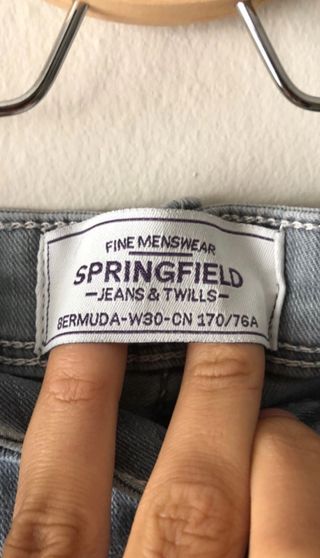 FINE MENSWEAR
SPRINGFIELD
-JEANS & TWILLS-
BERMUDA-W30-CN 170/76A